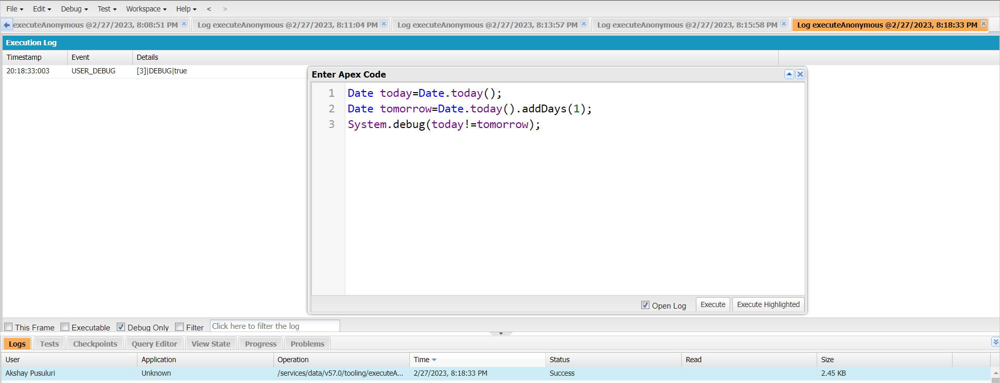 File Edit Debug Test Workspace Help < >
executeAnonymous @2/27/2023, 8:08:51 PM Log executeAnonymous @2/27/2023, 8:11:04 PM Log executeAnonymous @2/27/2023, 8:13:57 PM Log executeAnonymous @2/27/2023, 8:15:58 PM Log executeAnonymous @2/27/2023, 8:18:33 PM
Execution Log
Timestamp Event Details
20:18:33:003 USER_DEBUG [3]|DEBUG|true
Enter Apex Code
1 Date today=Date.today();
2 Date tomorrow=Date.today().addDays(1);
3 System.debug(today!=tomorrow);
Open Log Execute Execute Highlighted
This Frame Executable Debug Only Filter Click here to filter the log
Logs Tests Checkpoints Query Editor View State Progress Problems
User Application Operation Time Status Read Size
Akshay Pusuluri Unknown /services/data/v57.0/tooling/executeA... 2/27/2023, 8:18:33 PM Success 2.45 KB